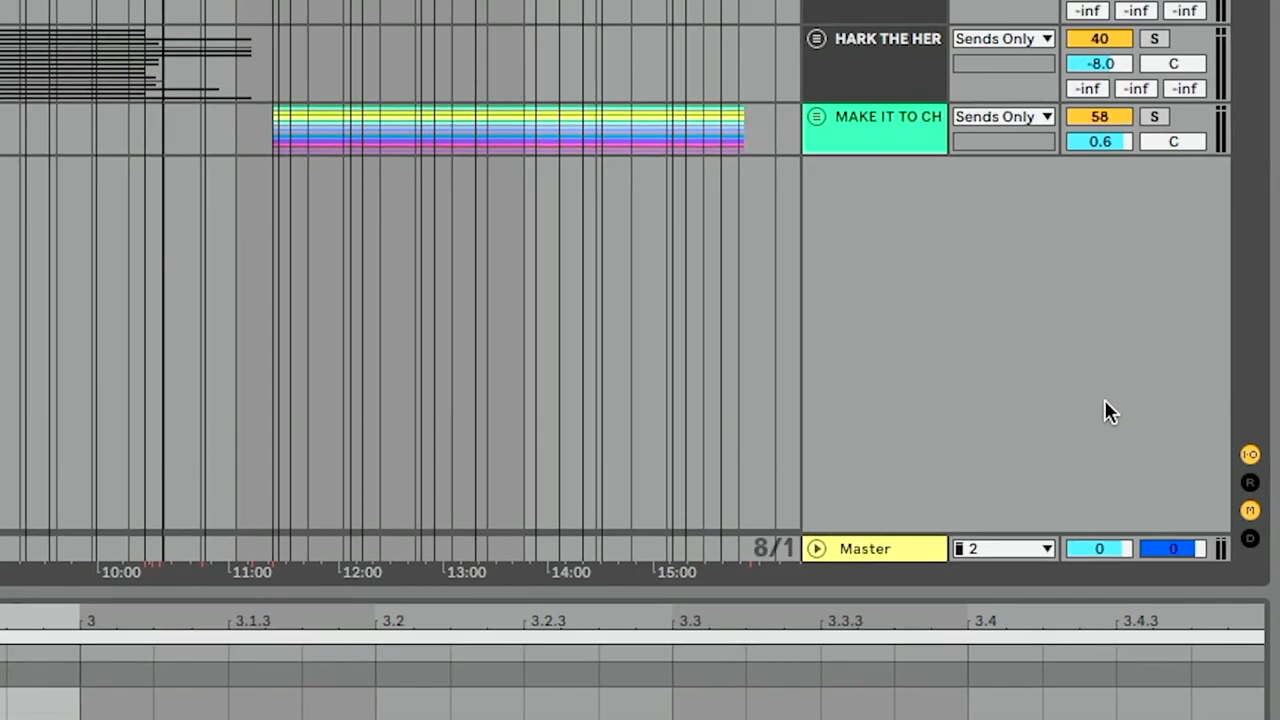 -inf -inf -inf
HARK THE HER Sends Only 40 S
-8.0 C
-inf -inf -inf
MAKE IT TO CH Sends Only 58 S
0.6 C
I·O
R
M
D
8/1 Master 2 0 0
10:00 11:00 12:00 13:00 14:00 15:00
3 3.1.3 3.2 3.2.3 3.3 3.3.3 3.4 3.4.3